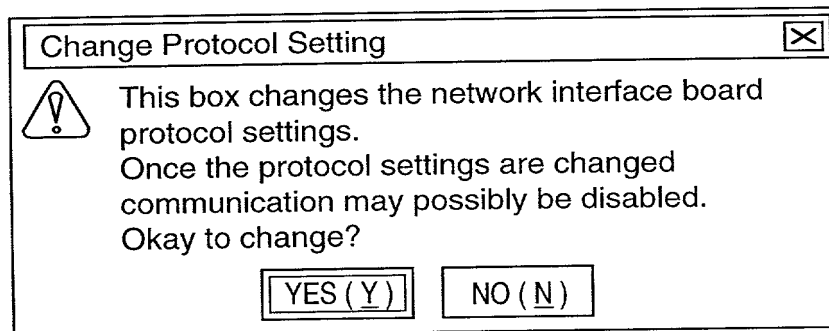 Change Protocol Setting
This box changes the network interface board
protocol settings.
Once the protocol settings are changed
communication may possibly be disabled.
Okay to change?
YES ( Y ) NO ( N )